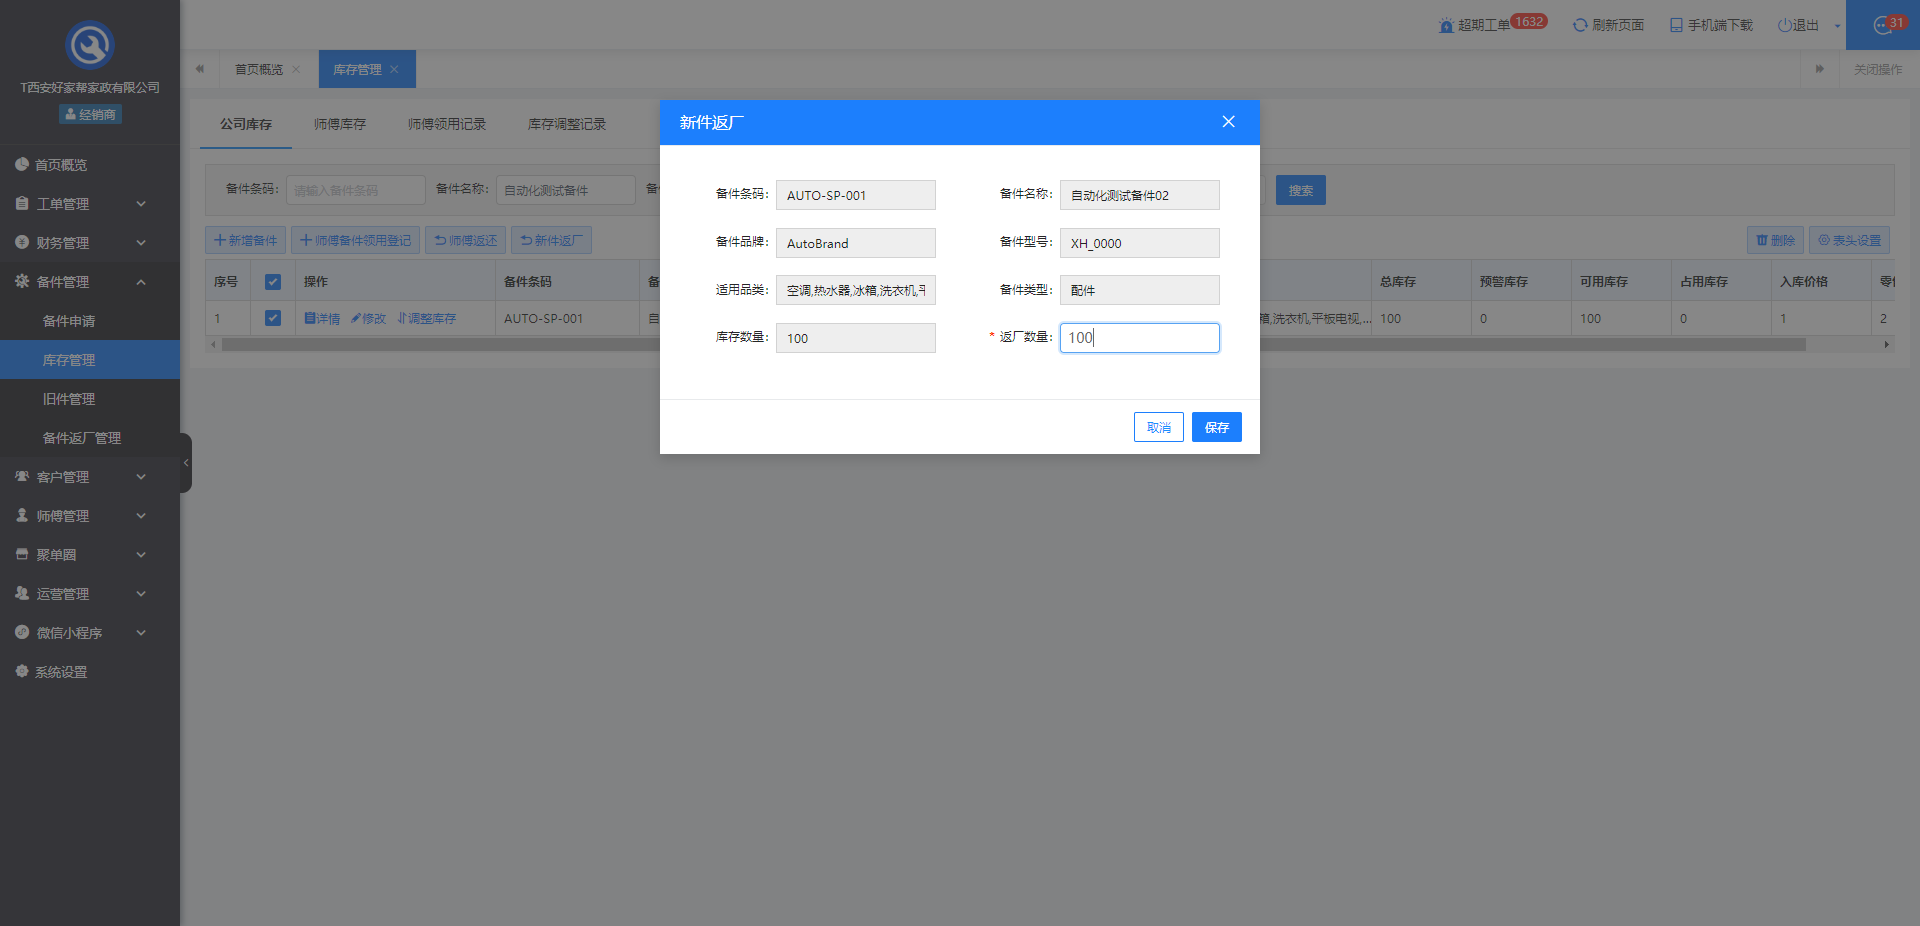 超期工单 1632 刷新页面 手机端下载 退出 31
T西安好家帮家政有限公司
经销商
首页概览 库存管理 关闭操作
首页概览
工单管理
财务管理
备件管理
备件申请
库存管理
旧件管理
备件返厂管理
客户管理
师傅管理
聚单圈
运营管理
微信小程序
系统设置
公司库存 师傅库存 师傅领用记录 库存调整记录
备件条码: 请输入备件条码 备件名称: 自动化测试备件 备 搜索
新增备件 师傅备件领用登记 师傅返还 新件返厂 删除 表头设置
序号 操作 备件条码 备 总库存 预警库存 可用库存 占用库存 入库价格 零
1 详情 修改 调整库存 AUTO-SP-001 自 箱,洗衣机,平板电视,... 100 0 100 0 1 2
新件返厂
备件条码: AUTO-SP-001 备件名称: 自动化测试备件02
备件品牌: AutoBrand 备件型号: XH_0000
适用品类: 空调,热水器,冰箱,洗衣机, 备件类型: 配件
库存数量: 100 * 返厂数量: 100
取消 保存